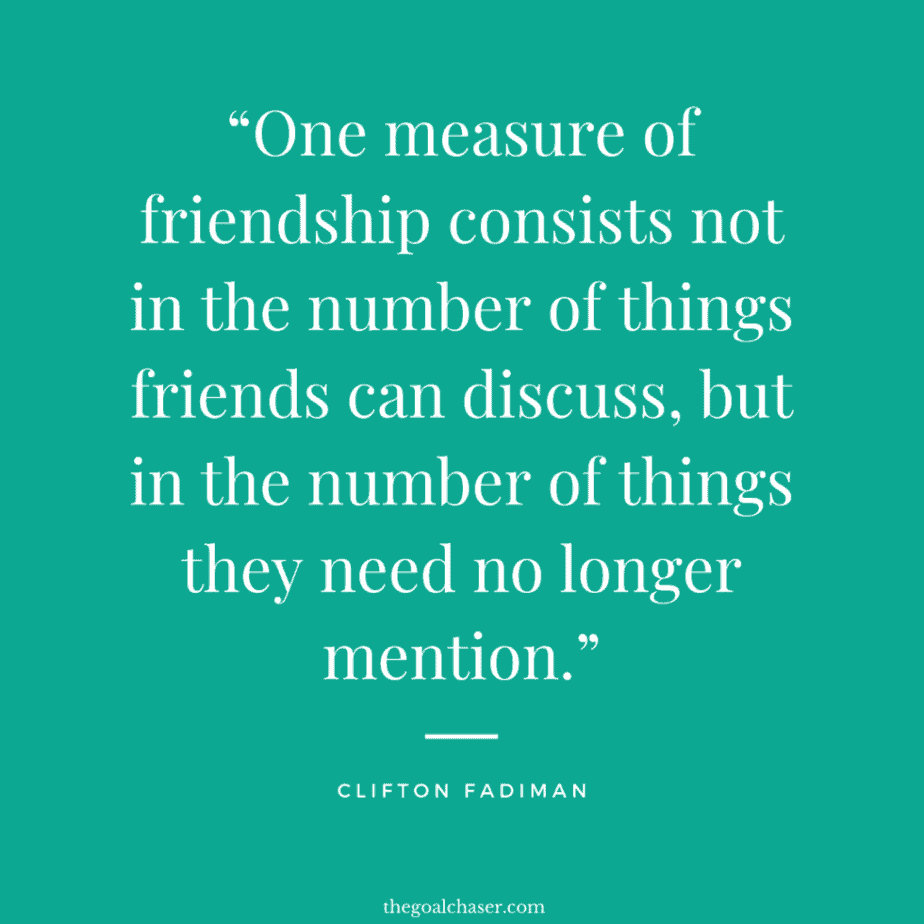 “One measure of
friendship consists not
in the number of things
friends can discuss, but
in the number of things
they need no longer
mention.”
CLIFTON FADIMAN
thegoalchaser.com